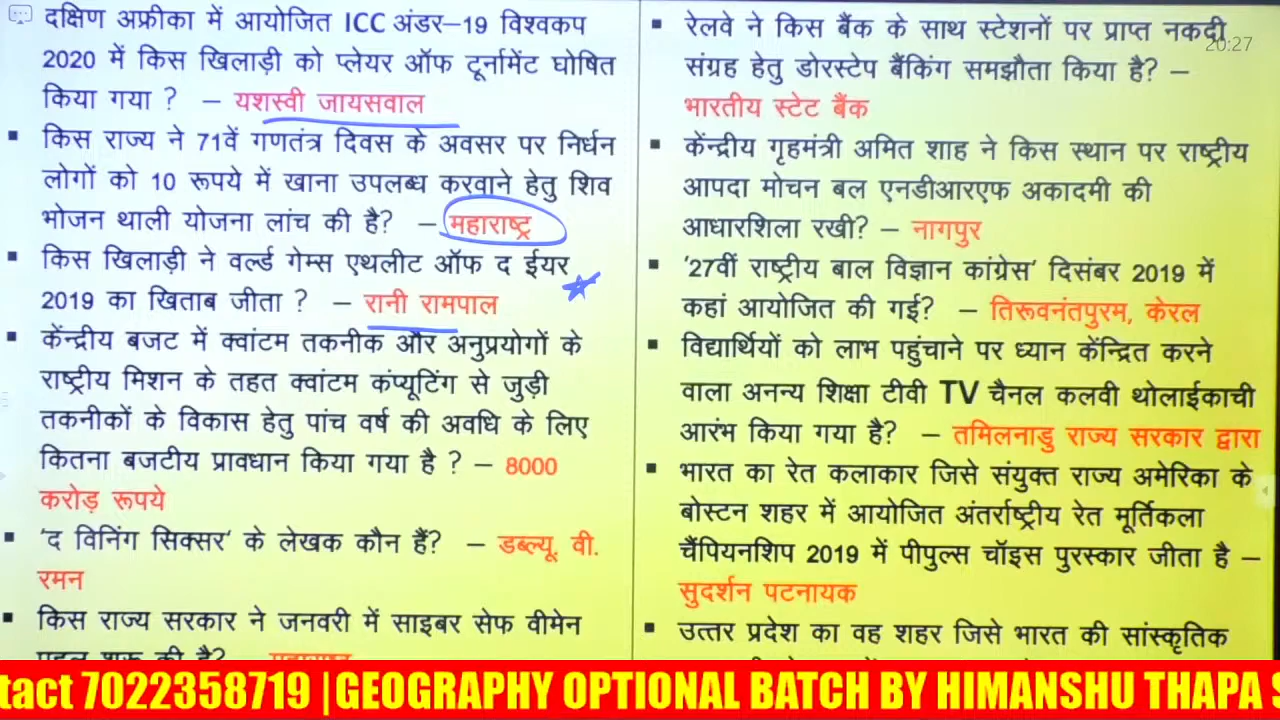 दक्षिण अफ्रीका में आयोजित ICC अंडर–19 विश्वकप
2020 में किस खिलाड़ी को प्लेयर ऑफ टूर्नामेंट घोषित
किया गया ? – यशस्वी जायसवाल
▪ किस राज्य ने 71वें गणतंत्र दिवस के अवसर पर निर्धन
लोगों को 10 रूपये में खाना उपलब्ध करवाने हेतु शिव
भोजन थाली योजना लांच की है? – महाराष्ट्र
▪ किस खिलाड़ी ने वर्ल्ड गेम्स एथलीट ऑफ द ईयर
2019 का खिताब जीता ? – रानी रामपाल
▪ केंन्द्रीय बजट में क्वांटम तकनीक और अनुप्रयोगों के
राष्ट्रीय मिशन के तहत क्वांटम कंप्यूटिंग से जुड़ी
तकनीकों के विकास हेतु पांच वर्ष की अवधि के लिए
कितना बजटीय प्रावधान किया गया है ? – 8000
करोड़ रूपये
▪ 'द विनिंग सिक्सर' के लेखक कौन हैं? – डब्ल्यू. वी.
रमन
▪ किस राज्य सरकार ने जनवरी में साइबर सेफ वीमेन
पहल शुरू की है? – महाराष्ट्र
▪ रेलवे ने किस बैंक के साथ स्टेशनों पर प्राप्त नकदी
20:27
संग्रह हेतु डोरस्टेप बैंकिंग समझौता किया है? –
भारतीय स्टेट बैंक
▪ केंन्द्रीय गृहमंत्री अमित शाह ने किस स्थान पर राष्ट्रीय
आपदा मोचन बल एनडीआरएफ अकादमी की
आधारशिला रखी? – नागपुर
▪ '27वीं राष्ट्रीय बाल विज्ञान कांग्रेस' दिसंबर 2019 में
कहां आयोजित की गई? – तिरूवनंतपुरम, केरल
▪ विद्यार्थियों को लाभ पहुंचाने पर ध्यान केंन्द्रित करने
वाला अनन्य शिक्षा टीवी TV चैनल कलवी थोलाईकाची
आरंभ किया गया है? – तमिलनाडु राज्य सरकार द्वारा
▪ भारत का रेत कलाकार जिसे संयुक्त राज्य अमेरिका के
बोस्टन शहर में आयोजित अंतर्राष्ट्रीय रेत मूर्तिकला
चैंपियनशिप 2019 में पीपुल्स चॉइस पुरस्कार जीता है –
सुदर्शन पटनायक
▪ उत्तर प्रदेश का वह शहर जिसे भारत की सांस्कृतिक
ntact 7022358719 |GEOGRAPHY OPTIONAL BATCH BY HIMANSHU THAPA S